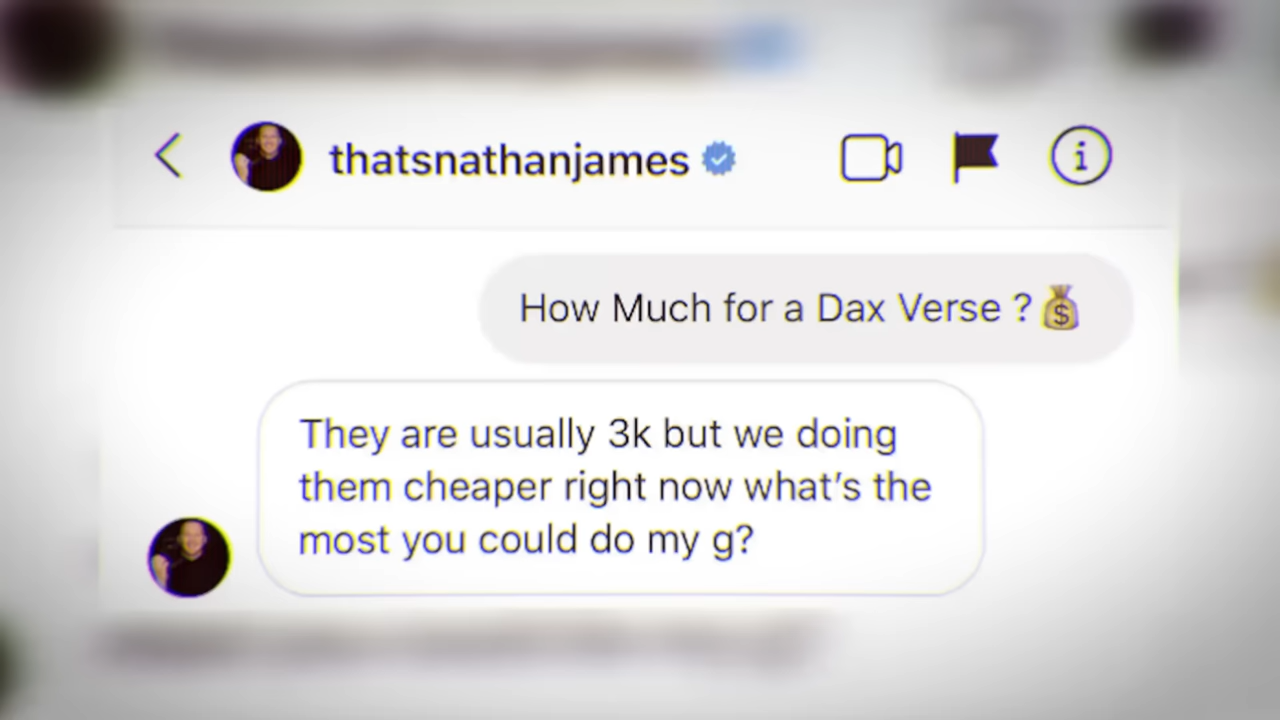 thatsnathanjames
How Much for a Dax Verse ?💰
They are usually 3k but we doing
them cheaper right now what's the
most you could do my g?